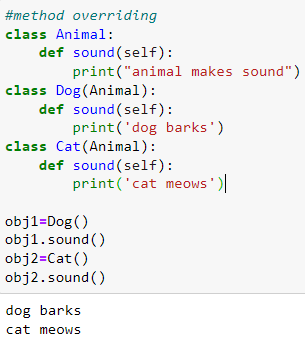 #method overriding
class Animal:
    def sound(self):
        print("animal makes sound")
class Dog(Animal):
    def sound(self):
        print('dog barks')
class Cat(Animal):
    def sound(self):
        print('cat meows')

obj1=Dog()
obj1.sound()
obj2=Cat()
obj2.sound()
dog barks
cat meows